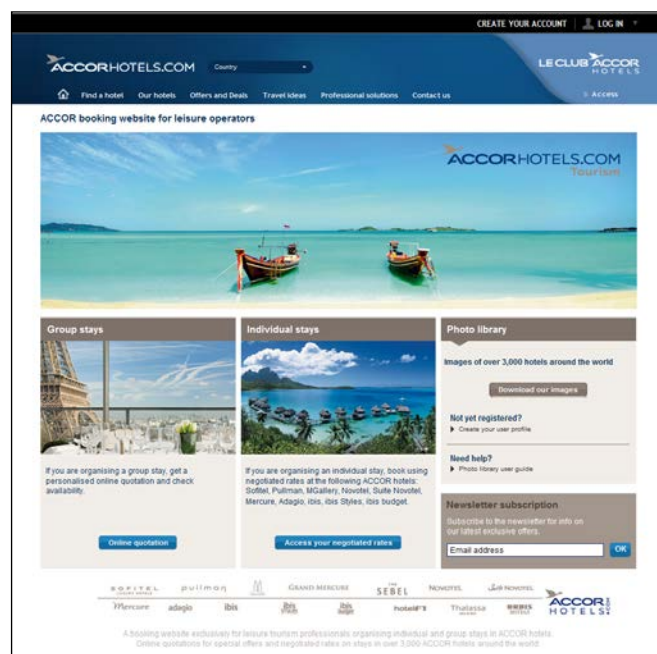 CREATE YOUR ACCOUNT LOG IN
ACCORHOTELS.COM Country LE CLUB ACCOR HOTELS
Find a hotel Our hotels Offers and Deals Travel ideas Professional solutions Contact us Access
ACCOR booking website for leisure operators
ACCORHOTELS.COM
Tourism
Group stays
If you are organising a group stay, get a
personalised online quotation and check
availability.
Online quotation
Individual stays
If you are organising an individual stay, book using
negotiated rates at the following ACCOR hotels:
Sofitel, Pullman, MGallery, Novotel, Suite Novotel,
Mercure, Adagio, ibis, ibis Styles, ibis budget.
Access your negotiated rates
Photo library
Images of over 3,000 hotels around the world
Download our images
Not yet registered?
Create your user profile
Need help?
Photo library user guide
Newsletter subscription
Subscribe to the newsletter for info on
our latest exclusive offers.
Email address OK
SOFITEL pullman GRAND MERCURE THE SEBEL NOVOTEL Suite NOVOTEL
Mercure adagio ibis ibis styles ibis budget hotelF1 Thalassa ACCOR HOTELS.COM
A booking website exclusively for leisure tourism professionals organising individual and group stays in ACCOR hotels.
Online quotations for special offers and negotiated rates on stays in over 3,000 ACCOR hotels around the world